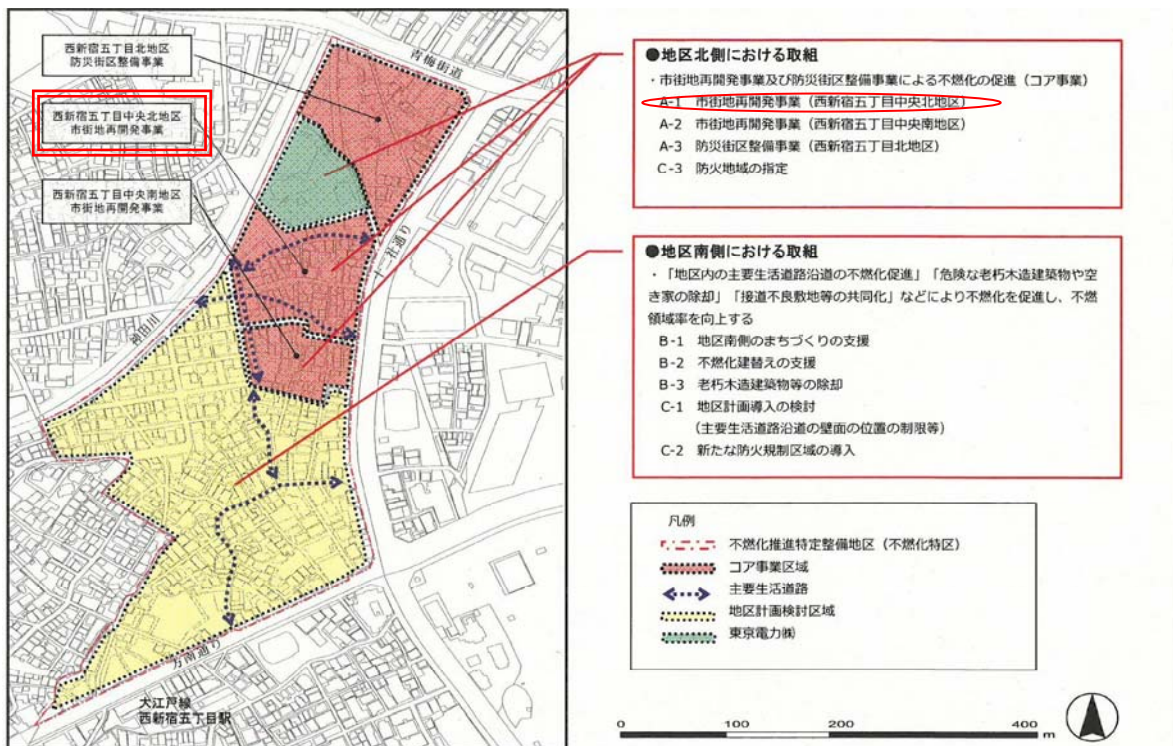 西新宿五丁目北地区
防災街区整備事業
西新宿五丁目中央北地区
市街地再開発事業
西新宿五丁目中央南地区
市街地再開発事業
青梅街道
十二社通り
神田川
方南通り
大江戸線
西新宿五丁目駅
●地区北側における取組
・市街地再開発事業及び防災街区整備事業による不燃化の促進（コア事業）
A-1 市街地再開発事業（西新宿五丁目中央北地区）
A-2 市街地再開発事業（西新宿五丁目中央南地区）
A-3 防災街区整備事業（西新宿五丁目北地区）
C-3 防火地域の指定
●地区南側における取組
・「地区内の主要生活道路沿道の不燃化促進」「危険な老朽木造建築物や空
き家の除却」「接道不良敷地等の共同化」などにより不燃化を促進し、不燃
領域率を向上する
B-1 地区南側のまちづくりの支援
B-2 不燃化建替えの支援
B-3 老朽木造建築物等の除却
C-1 地区計画導入の検討
（主要生活道路沿道の壁面の位置の制限等）
C-2 新たな防火規制区域の導入
凡例
不燃化推進特定整備地区（不燃化特区）
コア事業区域
主要生活道路
地区計画検討区域
東京電力㈱
0 100 200 400
m